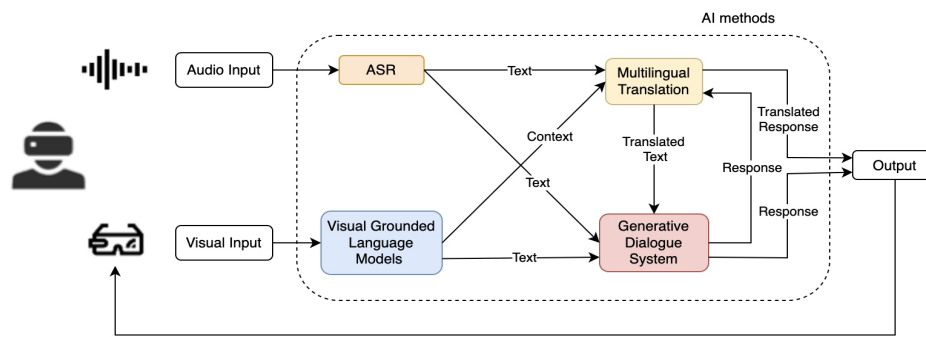 AI methods
Audio Input
ASR
Text
Multilingual
Translation
Translated
Response
Context
Translated
Text
Response
Output
Text
Visual Input
Visual Grounded
Language
Models
Text
Generative
Dialogue
System
Response